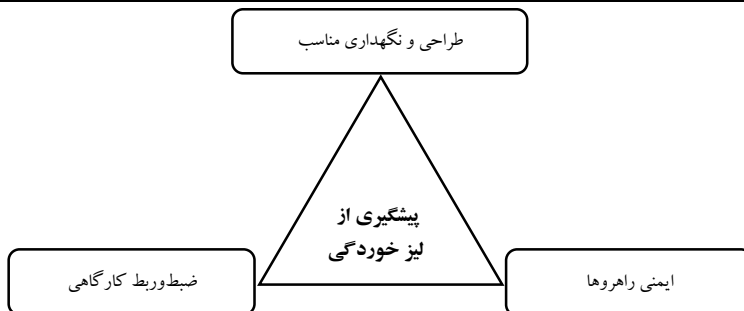 طراحی و نگهداری مناسب
پیشگیری از
لیز خوردگی
ایمنی راهروها
ضبط‌وربط کارگاهی